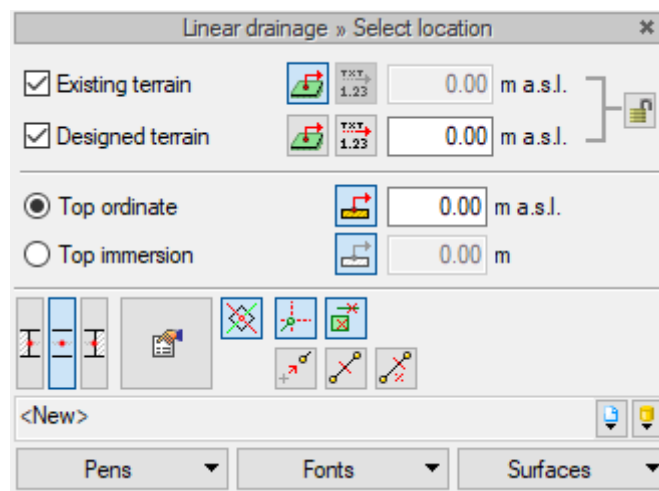 Linear drainage » Select location
Existing terrain TXT 1.23 0.00 m a.s.l.
Designed terrain TXT 1.23 0.00 m a.s.l.
Top ordinate 0.00 m a.s.l.
Top immersion 0.00 m
<New>
Pens Fonts Surfaces